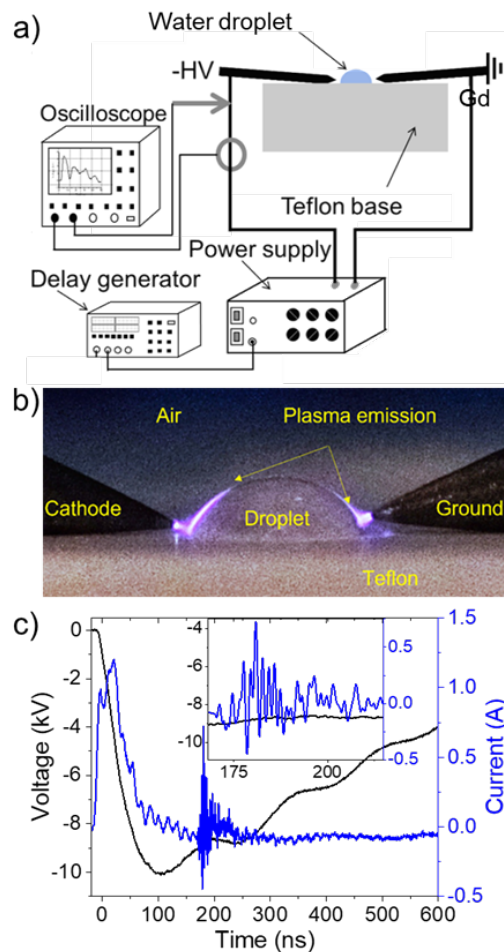 a)
Water droplet
-HV
Gd
Oscilloscope
Teflon base
Power supply
Delay generator
b)
Air
Plasma emission
Cathode
Droplet
Ground
Teflon
c)
0
-2
-4
-6
-8
-10
Voltage (kV)
-4
-6
-8
-10
0.5
0.0
-0.5
175
200
1.5
1.0
0.5
0.0
-0.5
Current (A)
0 100 200 300 400 500 600
Time (ns)